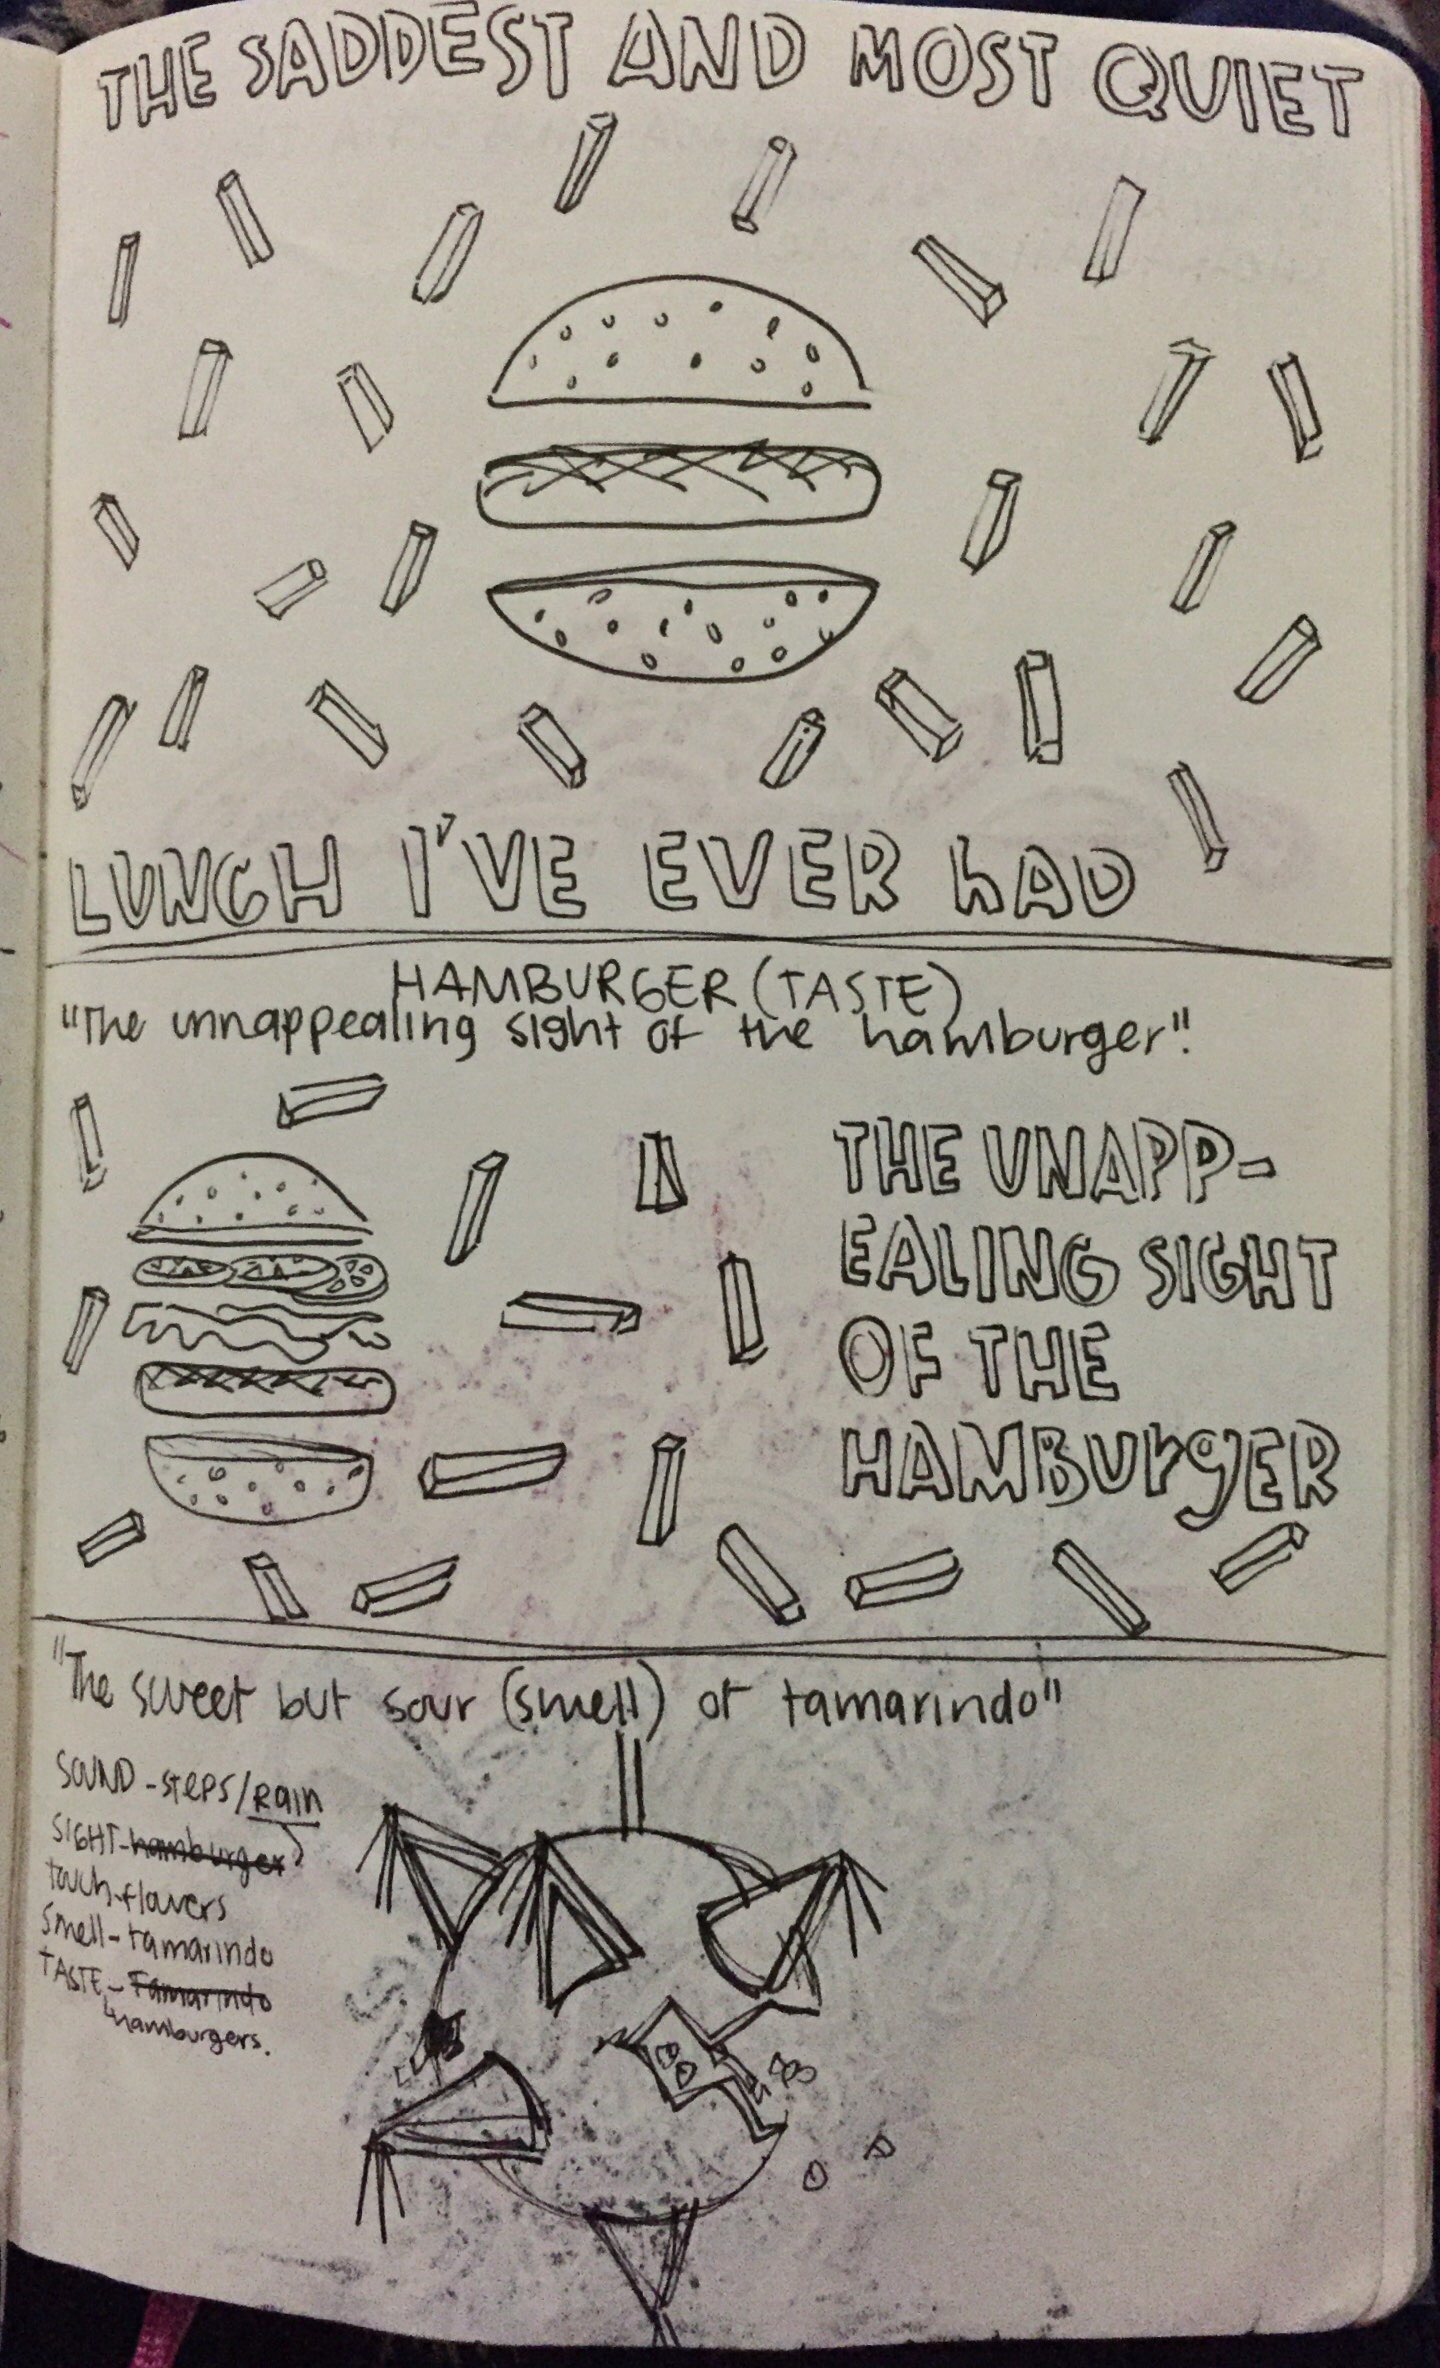 THE SADDEST AND MOST QUIET
LUNCH I'VE EVER hAD
HAMBURGER (TASTE)
"The unnappealing sight of the hamburger".
THE UNAPP-
EALING SIGHT
OF THE
HAMBUrgER
"The sweet but sour (smell) of tamarindo"
SOUND - STEPS / RAIN
SIGHT - hamburger
touch - flavers
smell - tamarindo
TASTE - Tamarindo
hamburgers.